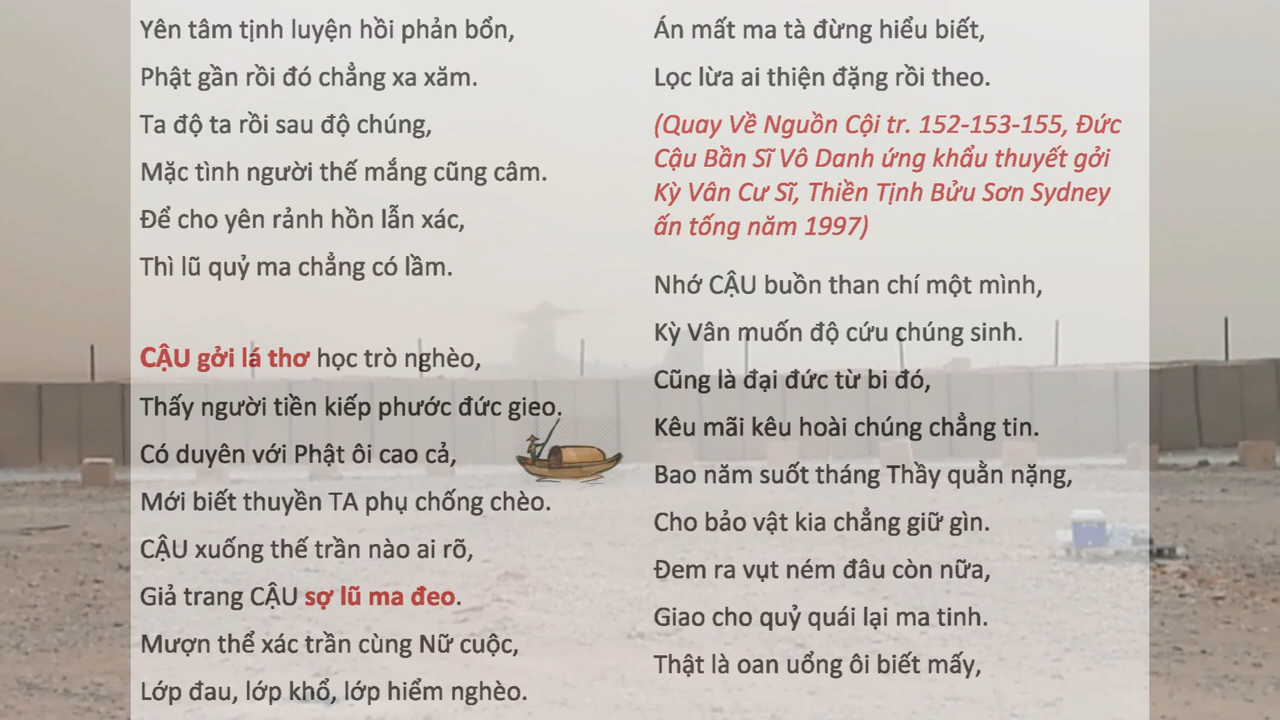 Yên tâm tịnh luyện hồi phản bổn,
Phật gần rồi đó chẳng xa xăm.
Ta độ ta rồi sau độ chúng,
Mặc tình người thế mắng cũng câm.
Để cho yên rảnh hồn lẫn xác,
Thì lũ quỷ ma chẳng có lầm.
CẬU gởi lá thơ học trò nghèo,
Thấy người tiền kiếp phước đức gieo.
Có duyên với Phật ôi cao cả,
Mới biết thuyền TA phụ chống chèo.
CẬU xuống thế trần nào ai rõ,
Giả trang CẬU sợ lũ ma đeo.
Mượn thể xác trần cùng Nữ cuộc,
Lớp đau, lớp khổ, lớp hiểm nghèo.
Án mất ma tà đừng hiểu biết,
Lọc lừa ai thiện đặng rồi theo.
(Quay Về Nguồn Cội tr. 152-153-155, Đức
Cậu Bần Sĩ Vô Danh ứng khẩu thuyết gởi
Kỳ Vân Cư Sĩ, Thiền Tịnh Bửu Sơn Sydney
ấn tống năm 1997)
Nhớ CẬU buồn than chí một mình,
Kỳ Vân muốn độ cứu chúng sinh.
Cũng là đại đức từ bi đó,
Kêu mãi kêu hoài chúng chẳng tin.
Bao năm suốt tháng Thầy quằn nặng,
Cho bảo vật kia chẳng giữ gìn.
Đem ra vụt ném đâu còn nữa,
Giao cho quỷ quái lại ma tinh.
Thật là oan uổng ôi biết mấy,